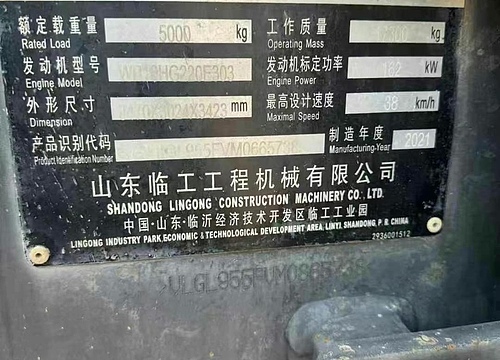 额定载重量 5000 kg 工作质量 kg
Rated Load Operating Mass
发动机型号 发动机标定功率 162 kW
Engine Model Engine Power
外形尺寸 mm 最高设计速度 38 km/h
Dimension Maximal Speed
产品识别代码 制造年度 2021
Product Identification Number Manufacturing-Year
山东临工工程机械有限公司
SHANDONG LINGONG CONSTRUCTION MACHINERY CO., LTD.
中国·山东·临沂经济技术开发区临工工业园
LINGONG INDUSTRY PARK,ECONOMIC & TECHNOLOGICAL DEVELOPMENT AREA, LINYI SHANDONG, P. R. CHINA
2936001512